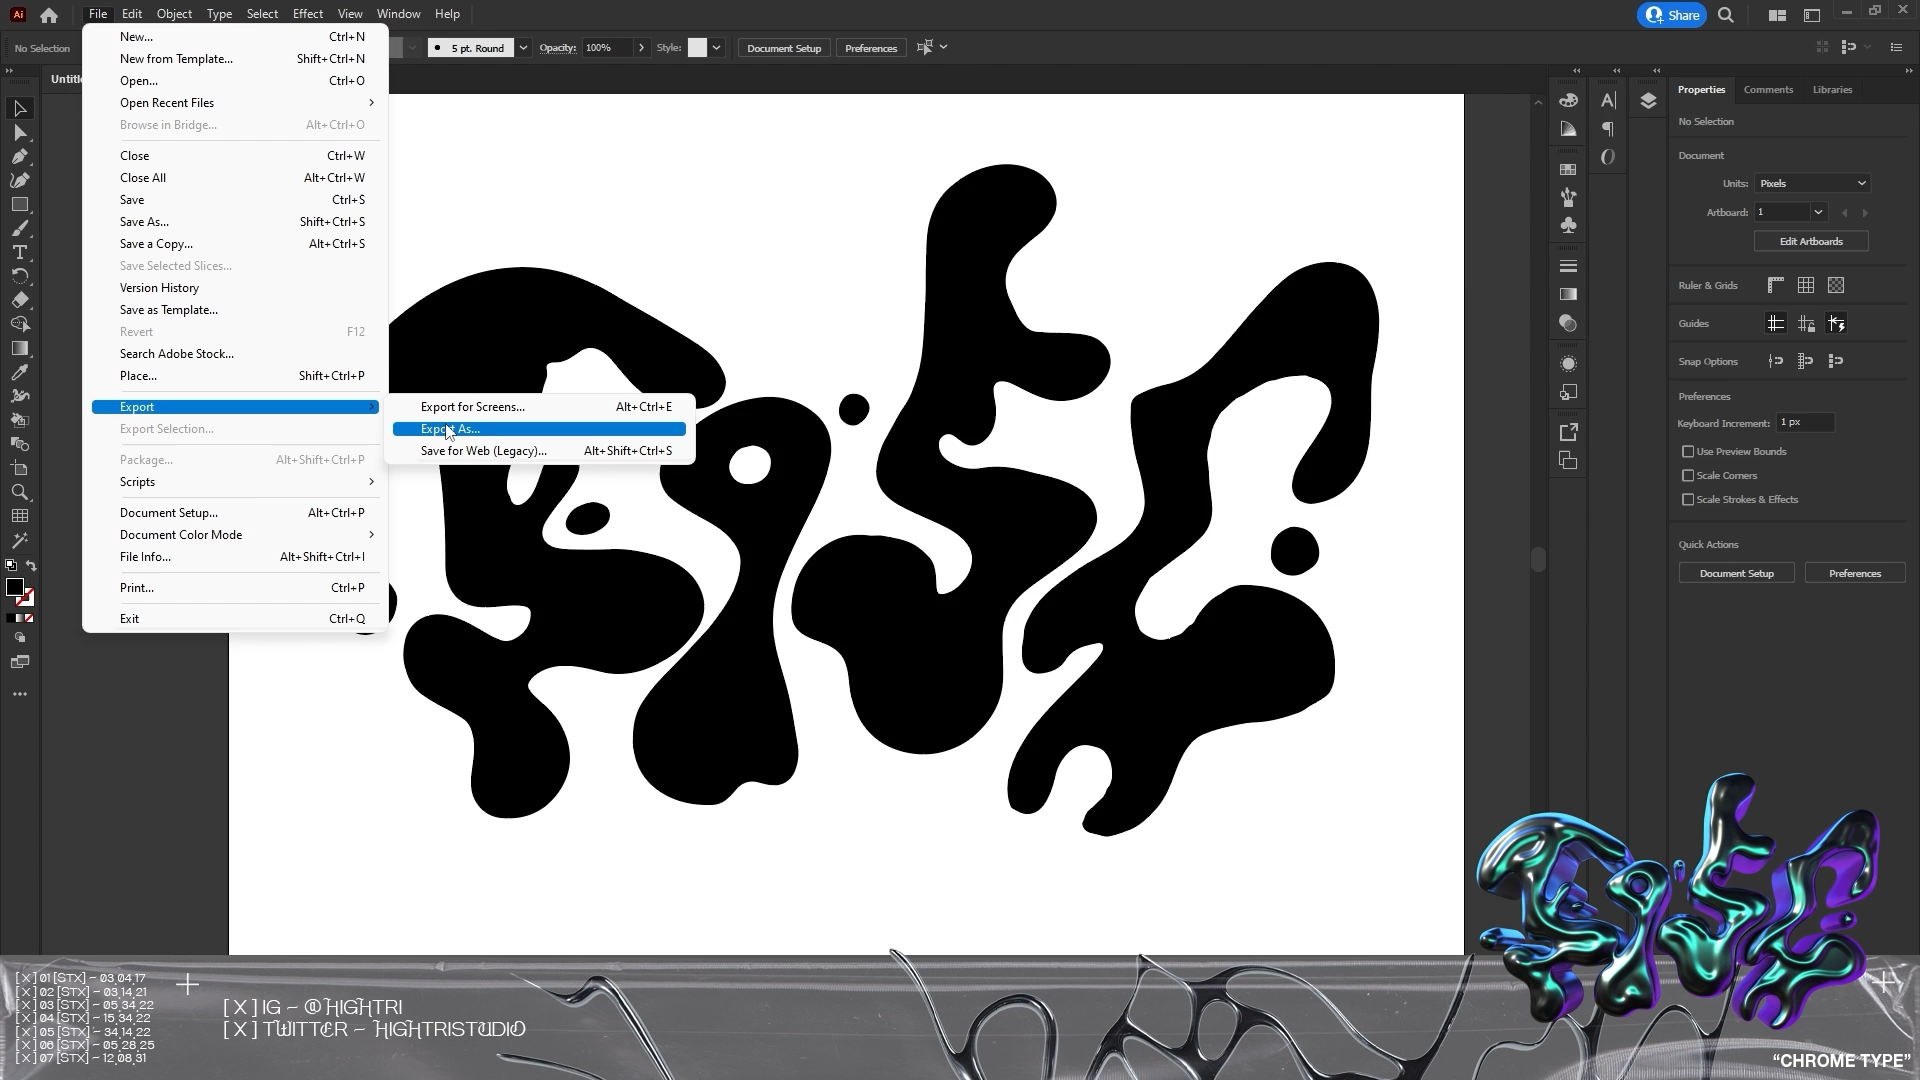 Ai
File Edit Object Type Select Effect View Window Help
Share
No Selection
5 pt. Round
Opacity: 100%
Style:
Document Setup
Preferences
Untitle
New... Ctrl+N
New from Template... Shift+Ctrl+N
Open... Ctrl+O
Open Recent Files
Browse in Bridge... Alt+Ctrl+O
Close Ctrl+W
Close All Alt+Ctrl+W
Save Ctrl+S
Save As... Shift+Ctrl+S
Save a Copy... Alt+Ctrl+S
Save Selected Slices...
Version History
Save as Template...
Revert F12
Search Adobe Stock...
Place... Shift+Ctrl+P
Export
Export Selection...
Package... Alt+Shift+Ctrl+P
Scripts
Document Setup... Alt+Ctrl+P
Document Color Mode
File Info... Alt+Shift+Ctrl+I
Print... Ctrl+P
Exit Ctrl+Q
Export for Screens... Alt+Ctrl+E
Export As...
Save for Web (Legacy)... Alt+Shift+Ctrl+S
Properties Comments Libraries
No Selection
Document
Units: Pixels
Artboard: 1
Edit Artboards
Ruler & Grids
Guides
Snap Options
Preferences
Keyboard Increment: 1 px
Use Preview Bounds
Scale Corners
Scale Strokes & Effects
Quick Actions
Document Setup
Preferences
[ X ] 01 [STX] – 03.04.17
[ X ] 02 [STX] – 03.14.21
[ X ] 03 [STX] – 05.34.22
[ X ] 04 [STX] – 15.34.22
[ X ] 05 [STX] – 34.14.22
[ X ] 06 [STX] – 05.28.25
[ X ] 07 [STX] – 12.08.31
[ X ] IG – @HIGHTRI
[ X ] TWITTER – HIGHTRISTUDIO
“CHROME TYPE”